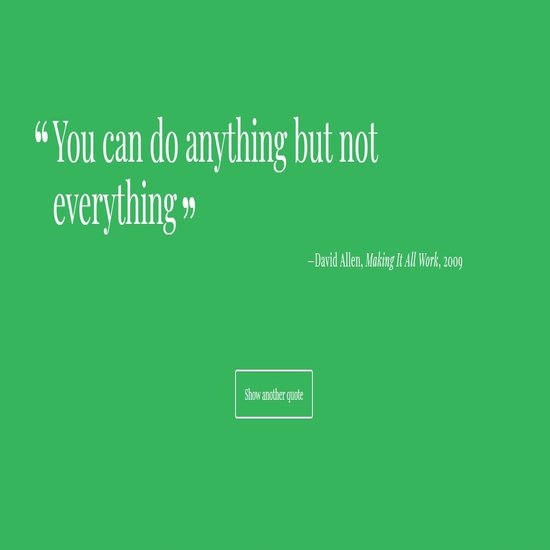 “You can do anything but not
everything”
–David Allen, Making It All Work, 2009
Show another quote